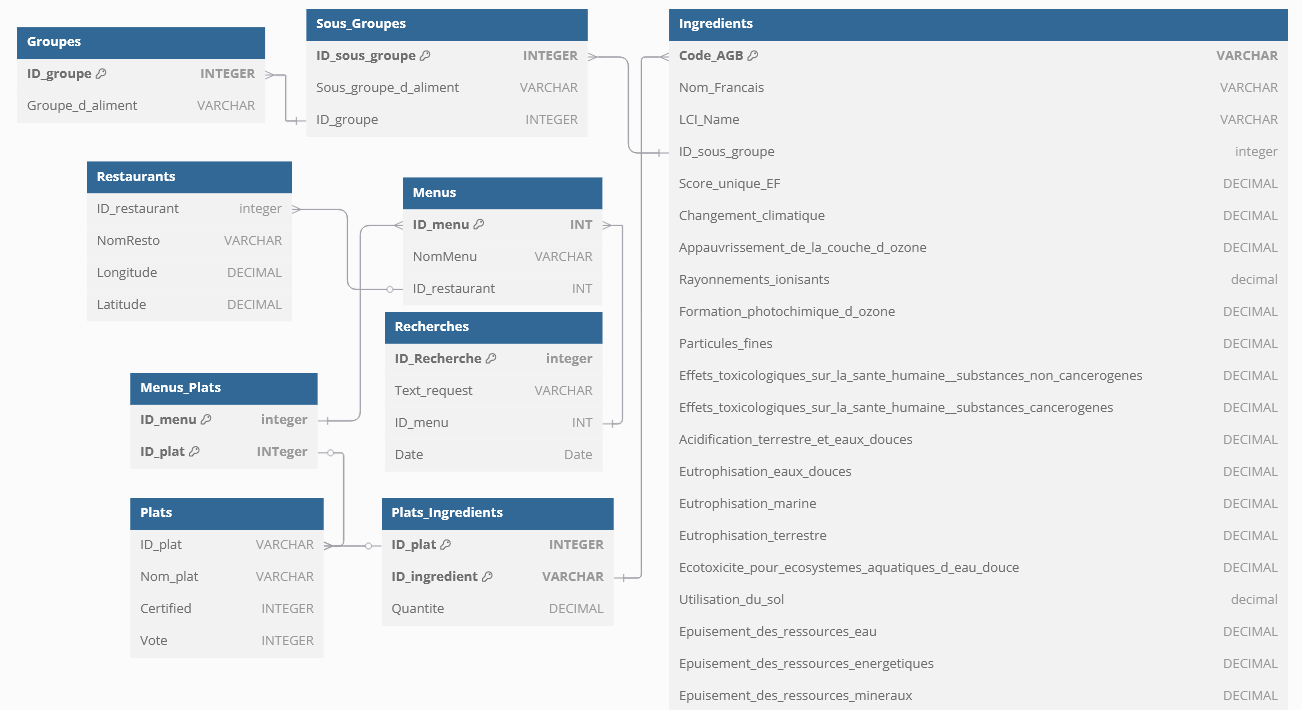 Groupes
ID_groupe INTEGER
Groupe_d_aliment VARCHAR
Sous_Groupes
ID_sous_groupe INTEGER
Sous_groupe_d_aliment VARCHAR
ID_groupe INTEGER
Restaurants
ID_restaurant integer
NomResto VARCHAR
Longitude DECIMAL
Latitude DECIMAL
Menus
ID_menu INT
NomMenu VARCHAR
ID_restaurant INT
Recherches
ID_Recherche integer
Text_request VARCHAR
ID_menu INT
Date Date
Menus_Plats
ID_menu integer
ID_plat INTeger
Plats
ID_plat VARCHAR
Nom_plat VARCHAR
Certified INTEGER
Vote INTEGER
Plats_Ingredients
ID_plat INTEGER
ID_ingredient VARCHAR
Quantite DECIMAL
Ingredients
Code_AGB VARCHAR
Nom_Francais VARCHAR
LCI_Name VARCHAR
ID_sous_groupe integer
Score_unique_EF DECIMAL
Changement_climatique DECIMAL
Appauvrissement_de_la_couche_d_ozone DECIMAL
Rayonnements_ionisants decimal
Formation_photochimique_d_ozone DECIMAL
Particules_fines DECIMAL
Effets_toxicologiques_sur_la_sante_humaine__substances_non_cancerogenes DECIMAL
Effets_toxicologiques_sur_la_sante_humaine__substances_cancerogenes DECIMAL
Acidification_terrestre_et_eaux_douces DECIMAL
Eutrophisation_eaux_douces DECIMAL
Eutrophisation_marine DECIMAL
Eutrophisation_terrestre DECIMAL
Ecotoxicite_pour_ecosystemes_aquatiques_d_eau_douce DECIMAL
Utilisation_du_sol decimal
Epuisement_des_ressources_eau DECIMAL
Epuisement_des_ressources_energetiques DECIMAL
Epuisement_des_ressources_mineraux DECIMAL